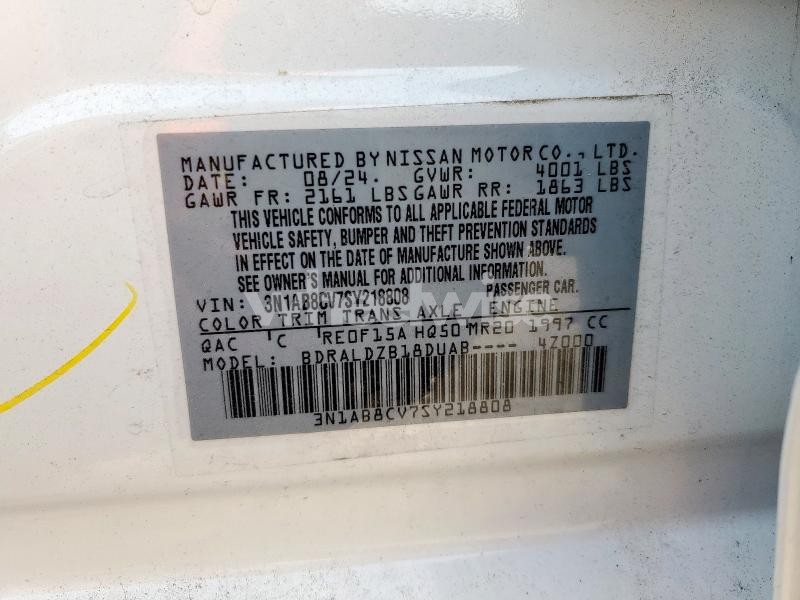 MANUFACTURED BY NISSAN MOTOR CO., LTD.
DATE: 08/24. GVWR: 4001 LBS
GAWR FR: 2161 LBS GAWR RR: 1863 LBS
THIS VEHICLE CONFORMS TO ALL APPLICABLE FEDERAL MOTOR
VEHICLE SAFETY, BUMPER AND THEFT PREVENTION STANDARDS
IN EFFECT ON THE DATE OF MANUFACTURE SHOWN ABOVE.
SEE OWNER'S MANUAL FOR ADDITIONAL INFORMATION
VIN: 3N1AB8CV7SY218808 PASSENGER CAR.
COLOR TRIM TRANS AXLE ENGINE
QAC C RE0F15A HQ50 MR20 1997 CC
MODEL: BDRALDZB18DUAB---- 4Z000
3N1AB8CV7SY218808